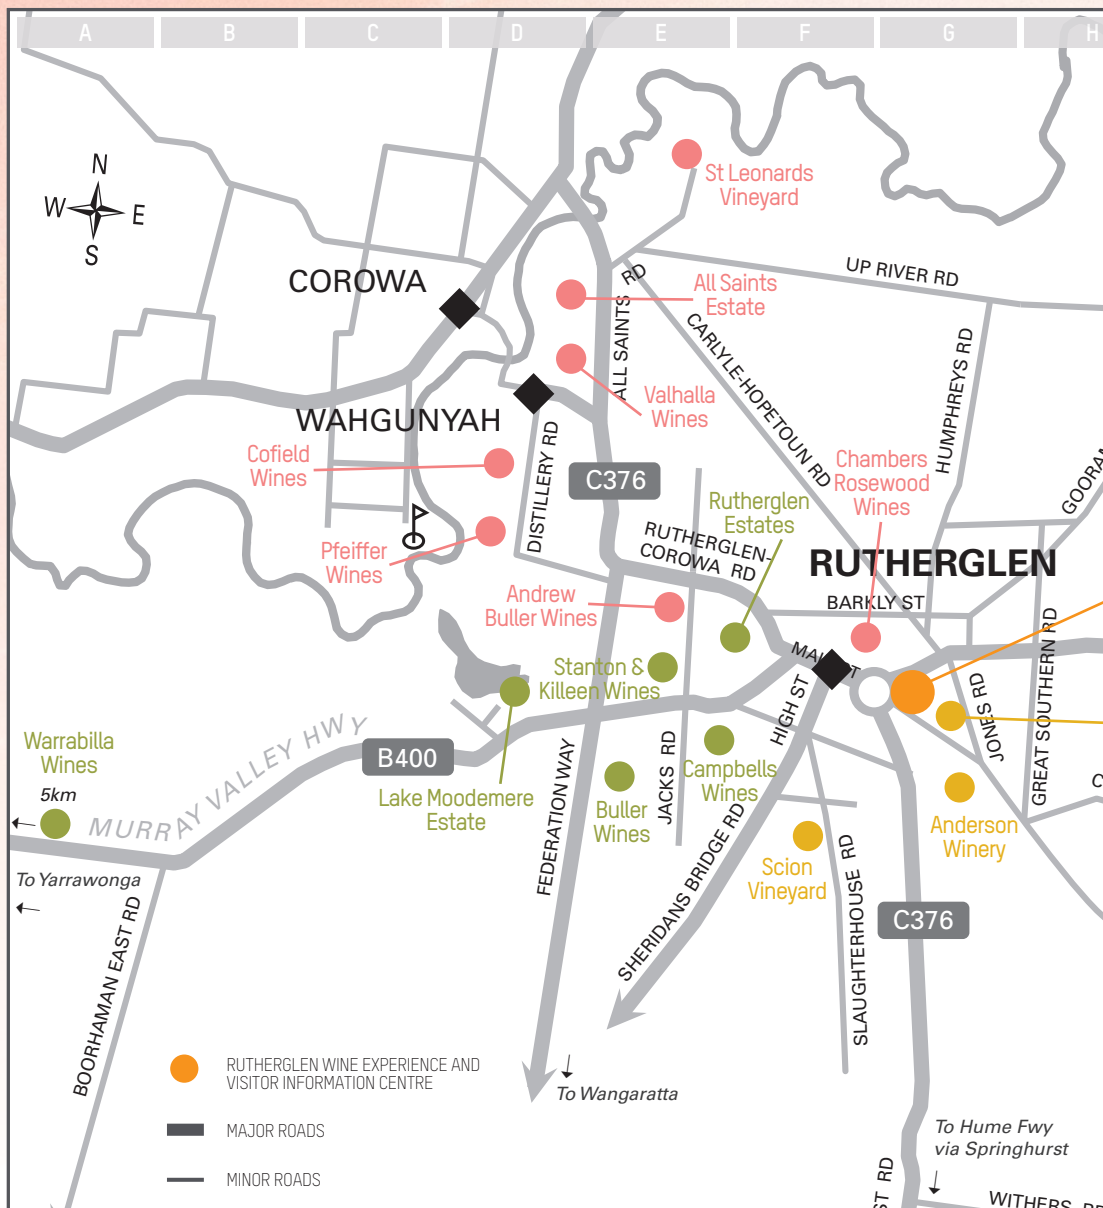 A
B
C
D
E
F
G
H
N
W
E
S
St Leonards
Vineyard
UP RIVER RD
COROWA
All Saints
Estate
ALL SAINTS RD
CARLYLE-HOPETOUN RD
HUMPHREYS RD
Valhalla
Wines
WAHGUNYAH
Cofield
Wines
DISTILLERY RD
C376
Chambers
Rosewood
Wines
Rutherglen
Estates
RUTHERGLEN-
COROWA RD
RUTHERGLEN
Pfeiffer
Wines
Andrew
Buller Wines
BARKLY ST
GREAT SOUTHERN RD
Stanton &
Killeen Wines
HIGH ST
JONES RD
Warrabilla
Wines
5km
MURRAY VALLEY HWY
B400
Lake Moodemere
Estate
FEDERATION WAY
JACKS RD
Campbells
Wines
Buller
Wines
Anderson
Winery
Scion
Vineyard
SHERIDANS BRIDGE RD
SLAUGHTERHOUSE RD
C376
To Yarrawonga
BOORHAMAN EAST RD
RUTHERGLEN WINE EXPERIENCE AND
VISITOR INFORMATION CENTRE
MAJOR ROADS
MINOR ROADS
To Wangaratta
To Hume Fwy
via Springhurst
ST RD
WITHERS RD